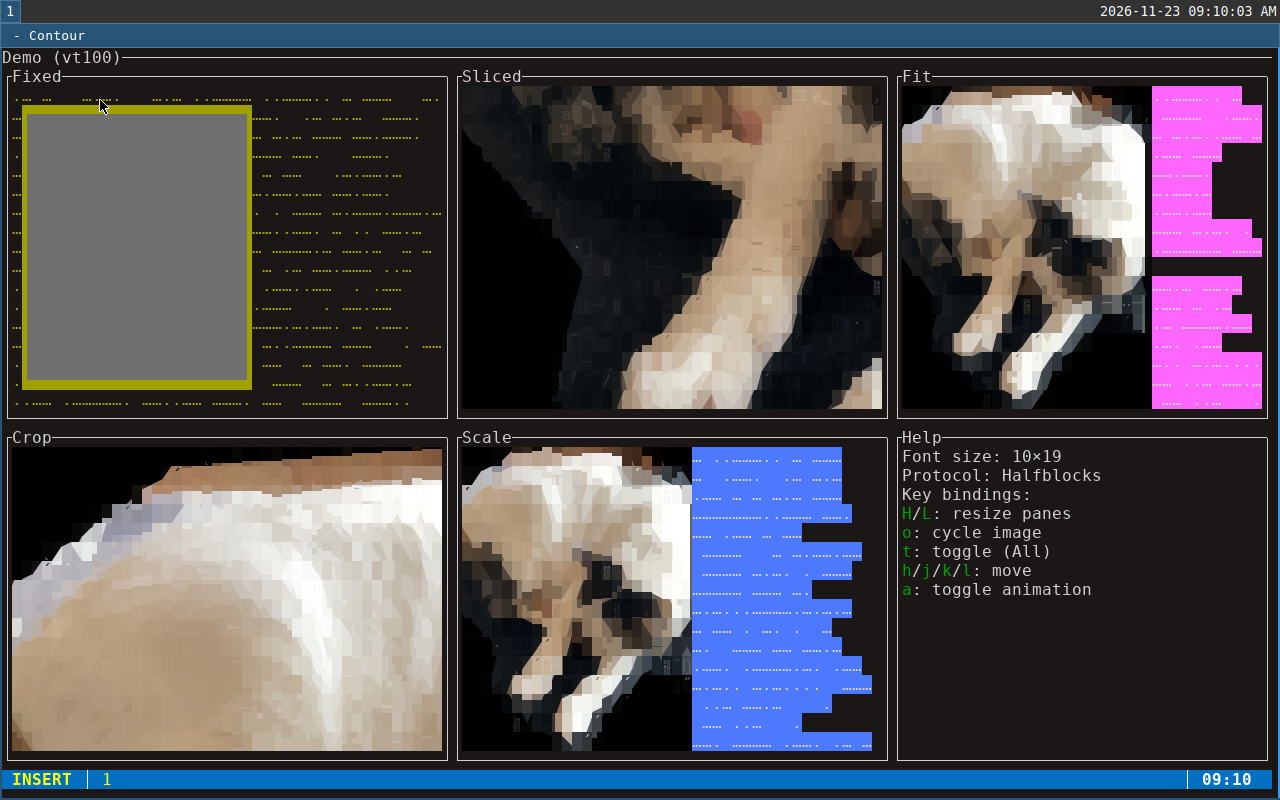 1
2026-11-23 09:10:03 AM
- Contour
Demo (vt100)
Fixed
Sliced
Fit
Crop
Scale
Help
Font size: 10×19
Protocol: Halfblocks
Key bindings:
H/L: resize panes
o: cycle image
t: toggle (All)
h/j/k/l: move
a: toggle animation
INSERT 1
09:10